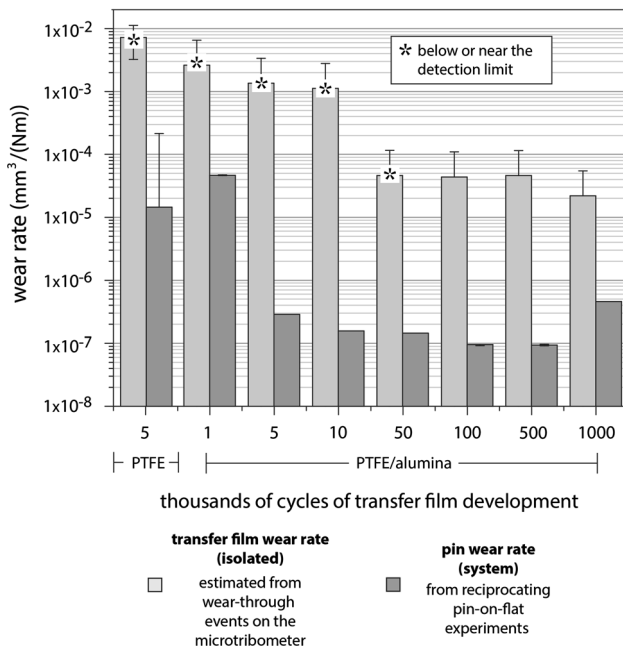 1x10⁻²
* below or near the
detection limit
1x10⁻³
1x10⁻⁴
1x10⁻⁵
1x10⁻⁶
1x10⁻⁷
1x10⁻⁸
wear rate (mm³/(Nm))
* * * * *
5 1 5 10 50 100 500 1000
PTFE PTFE/alumina
thousands of cycles of transfer film development
transfer film wear rate
(isolated)
estimated from
wear-through
events on the
microtribometer
pin wear rate
(system)
from reciprocating
pin-on-flat
experiments